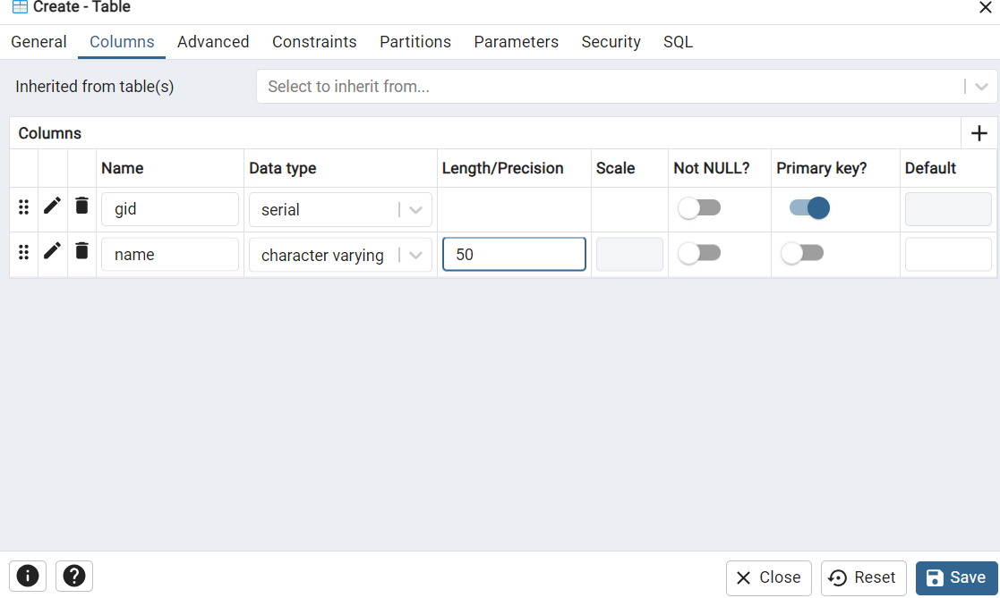 Create - Table
General Columns Advanced Constraints Partitions Parameters Security SQL
Inherited from table(s) Select to inherit from...
Columns
Name Data type Length/Precision Scale Not NULL? Primary key? Default
gid serial
name character varying 50
Close Reset Save